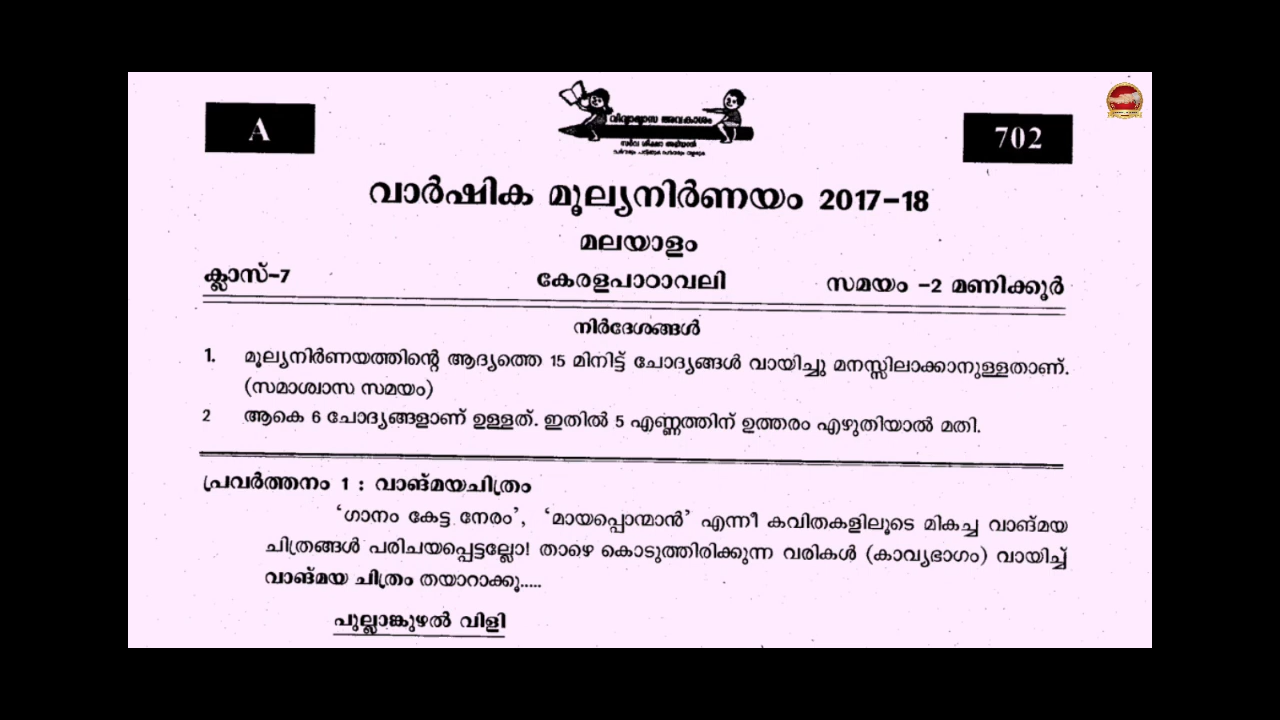 A
വിദ്യാഭ്യാസ അവകാശം
സർവ ശിക്ഷാ അഭിയാൻ
702
വാർഷിക മൂല്യനിർണയം 2017-18
മലയാളം
ക്ലാസ്-7 കേരളപാഠാവലി സമയം -2 മണിക്കൂർ
നിർദേശങ്ങൾ
1. മൂല്യനിർണയത്തിന്റെ ആദ്യത്തെ 15 മിനിട്ട് ചോദ്യങ്ങൾ വായിച്ചു മനസ്സിലാക്കാനുള്ളതാണ്.
(സമാശ്വാസ സമയം)
2 ആകെ 6 ചോദ്യങ്ങളാണ് ഉള്ളത്. ഇതിൽ 5 എണ്ണത്തിന് ഉത്തരം എഴുതിയാൽ മതി.
പ്രവർത്തനം 1 : വാങ്മയചിത്രം
‘ഗാനം കേട്ട നേരം’, ‘മായപ്പൊന്മാൻ’ എന്നീ കവിതകളിലൂടെ മികച്ച വാങ്മയ
ചിത്രങ്ങൾ പരിചയപ്പെട്ടല്ലോ! താഴെ കൊടുത്തിരിക്കുന്ന വരികൾ (കാവ്യഭാഗം) വായിച്ച്
വാങ്മയ ചിത്രം തയാറാക്കൂ.....
പുല്ലാങ്കുഴൽ വിളി